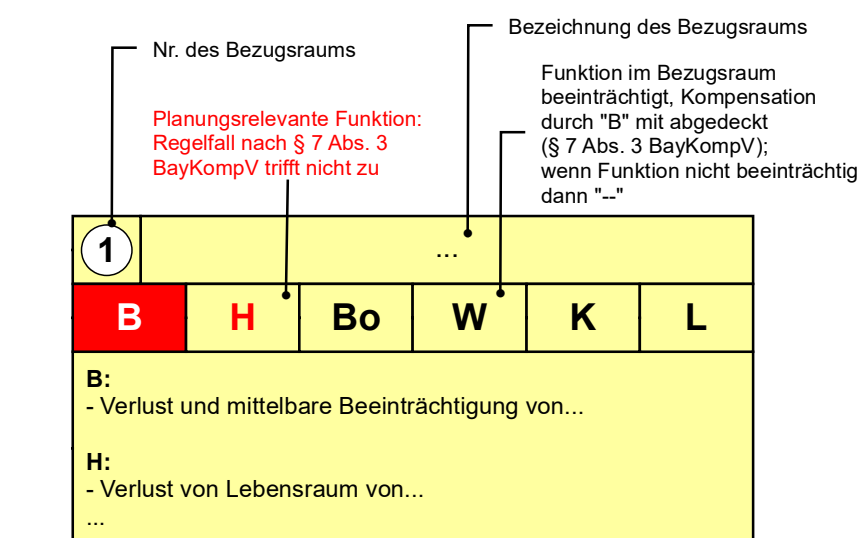 Bezeichnung des Bezugsraums
Nr. des Bezugsraums
Funktion im Bezugsraum
beeinträchtigt, Kompensation
durch "B" mit abgedeckt
(§ 7 Abs. 3 BayKompV);
wenn Funktion nicht beeinträchtig
dann "--"
Planungsrelevante Funktion:
Regelfall nach § 7 Abs. 3
BayKompV trifft nicht zu
1 ...
B H Bo W K L
B:
- Verlust und mittelbare Beeinträchtigung von...
H:
- Verlust von Lebensraum von...
...